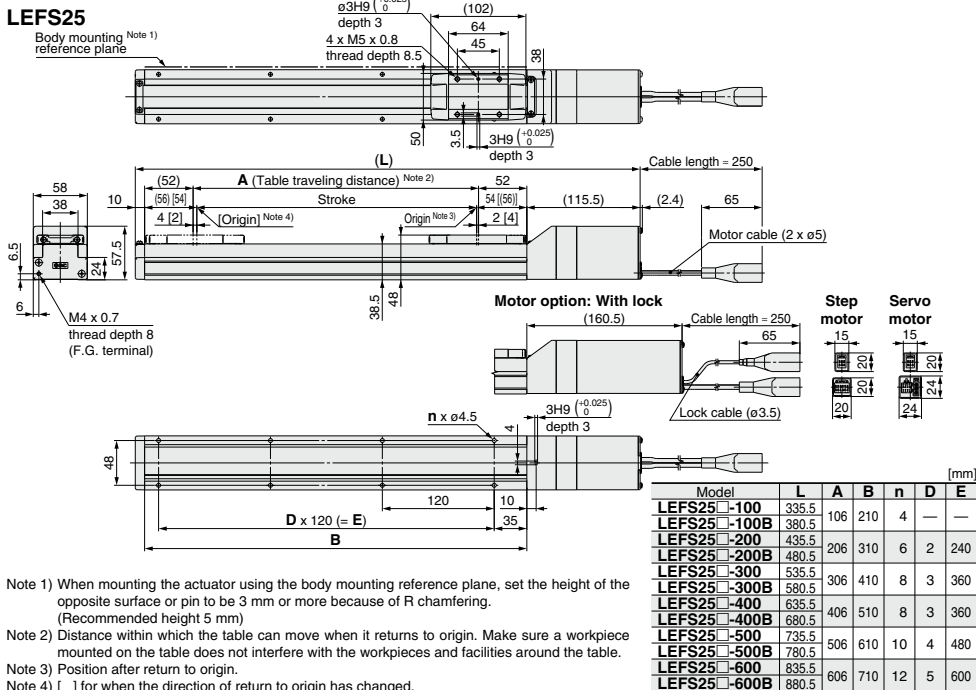 LEFS25
Body mounting Note 1)
reference plane
ø3H9 (+0.025 0)
depth 3
4 x M5 x 0.8
thread depth 8.5
(102)
64
45
38
50
3.5
3H9 (+0.025 0)
depth 3
(L)
Cable length ≈ 250
10
(52)
A (Table traveling distance) Note 2)
52
(56) [54]
Stroke
54 [(56)]
(115.5)
(2.4)
65
4 [2]
[Origin] Note 4)
Origin Note 3)
2 [4]
Motor cable (2 x ø5)
58
38
6.5
57.5
24
6
M4 x 0.7
thread depth 8
(F.G. terminal)
38.5
48
Motor option: With lock
(160.5)
Cable length ≈ 250
65
Lock cable (ø3.5)
Step
motor
15
20
20
20
Servo
motor
15
20
24
24
n x ø4.5
3H9 (+0.025 0)
depth 3
4
48
120
10
D x 120 (= E)
35
B
[mm]
Model L A B n D E
LEFS25□-100 335.5 106 210 4 — —
LEFS25□-100B 380.5
LEFS25□-200 435.5 206 310 6 2 240
LEFS25□-200B 480.5
LEFS25□-300 535.5 306 410 8 3 360
LEFS25□-300B 580.5
LEFS25□-400 635.5 406 510 8 3 360
LEFS25□-400B 680.5
LEFS25□-500 735.5 506 610 10 4 480
LEFS25□-500B 780.5
LEFS25□-600 835.5 606 710 12 5 600
LEFS25□-600B 880.5
Note 1) When mounting the actuator using the body mounting reference plane, set the height of the
opposite surface or pin to be 3 mm or more because of R chamfering.
(Recommended height 5 mm)
Note 2) Distance within which the table can move when it returns to origin. Make sure a workpiece
mounted on the table does not interfere with the workpieces and facilities around the table.
Note 3) Position after return to origin.
Note 4) [ ] for when the direction of return to origin has changed.